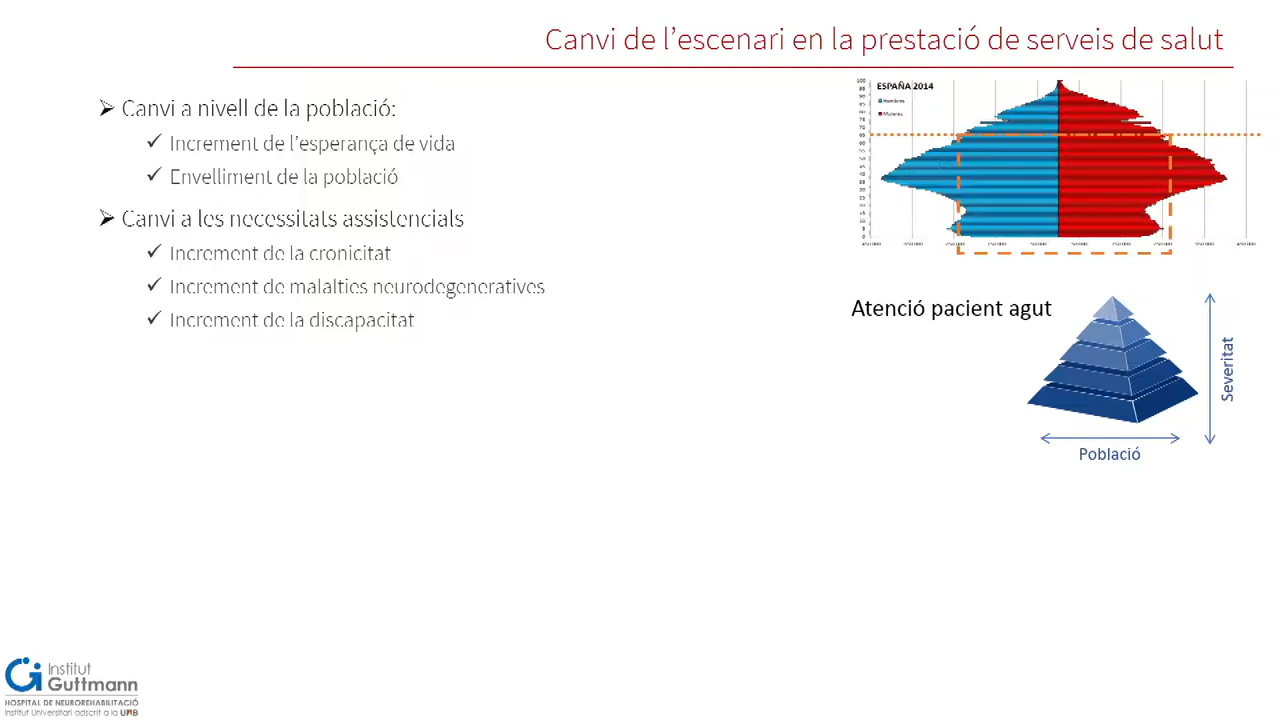 Canvi de l'escenari en la prestació de serveis de salut
Canvi a nivell de la població:
Increment de l'esperança de vida
Envelliment de la població
Canvi a les necessitats assistencials
Increment de la cronicitat
Increment de malalties neurodegeneratives
Increment de la discapacitat
ESPAÑA 2014
Hombres
Mujeres
Atenció pacient agut
Severitat
Població
Institut
Guttmann
HOSPITAL DE NEUROREHABILITACIÓ
Institut Universitari adscrit a la UAB